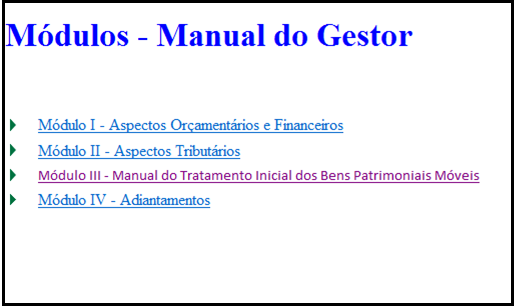 Módulos - Manual do Gestor
Módulo I - Aspectos Orçamentários e Financeiros
Módulo II - Aspectos Tributários
Módulo III - Manual do Tratamento Inicial dos Bens Patrimoniais Móveis
Módulo IV - Adiantamentos